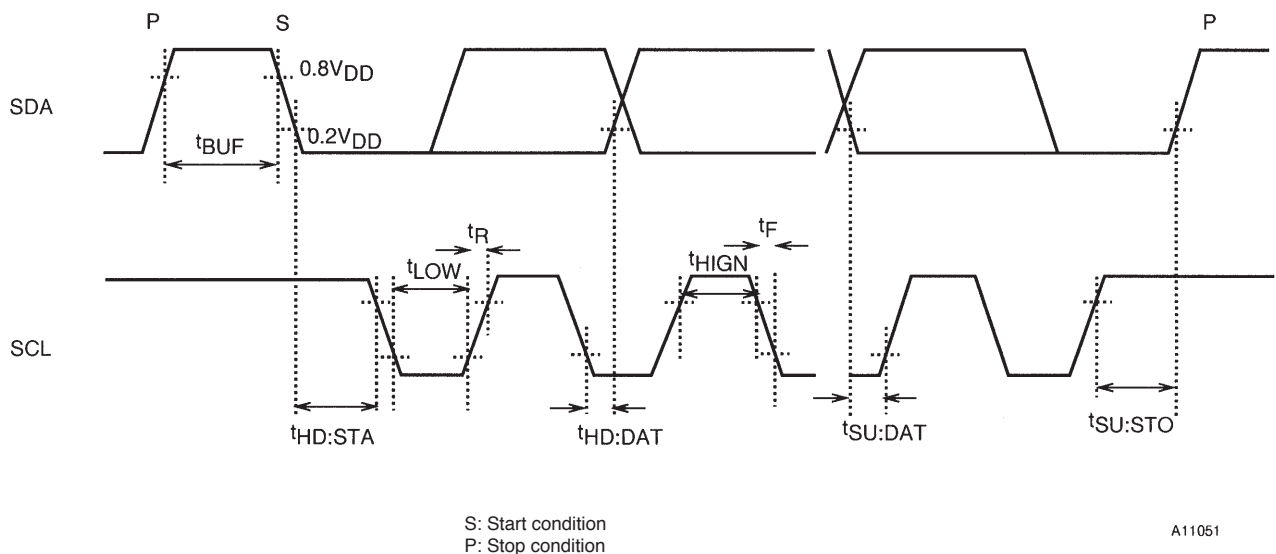 P S P
0.8VDD
SDA
0.2VDD
tBUF
tR tF
tLOW tHIGN
SCL
tHD:STA tHD:DAT tSU:DAT tSU:STO
S: Start condition
P: Stop condition
A11051